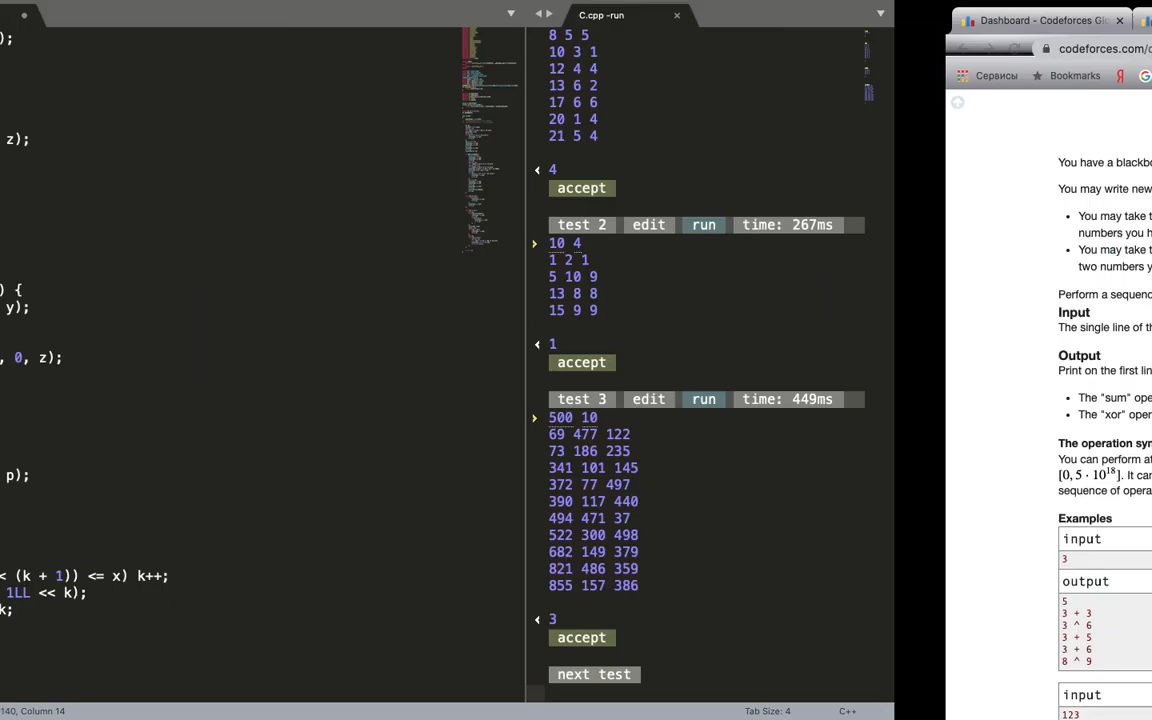 );
z);
) {
y);
, 0, z);
p);
< (k + 1)) <= x) k++;
1LL << k);
k;
140, Column 14
C.cpp -run
8 5 5
10 3 1
12 4 4
13 6 2
17 6 6
20 1 4
21 5 4
4
accept
test 2 edit run time: 267ms
10 4
1 2 1
5 10 9
13 8 8
15 9 9
1
accept
test 3 edit run time: 449ms
500 10
69 477 122
73 186 235
341 101 145
372 77 497
390 117 440
494 471 37
522 300 498
682 149 379
821 486 359
855 157 386
3
accept
next test
Tab Size: 4 C++
Dashboard - Codeforces Glo
codeforces.com/c
Сервисы Bookmarks Я G
You have a blackbo
You may write new
• You may take t
numbers you h
• You may take t
two numbers y
Perform a sequenc
Input
The single line of th
Output
Print on the first lin
• The "sum" ope
• The "xor" oper
The operation syn
You can perform at
[0, 5 · 10^18]. It ca
sequence of opera
Examples
input
3
output
5
3 + 3
3 ^ 6
3 + 5
3 + 6
8 ^ 9
input
123